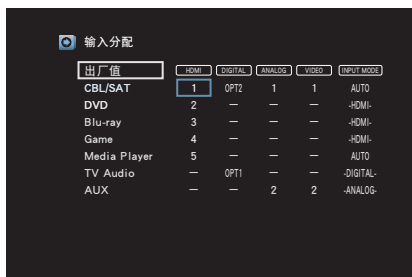 输入分配
出厂值 HDMI DIGITAL ANALOG VIDEO INPUT MODE
CBL/SAT 1 OPT2 1 1 AUTO
DVD 2 — — — -HDMI-
Blu-ray 3 — — — -HDMI-
Game 4 — — — -HDMI-
Media Player 5 — — — AUTO
TV Audio — OPT1 — — -DIGITAL-
AUX — — 2 2 -ANALOG-